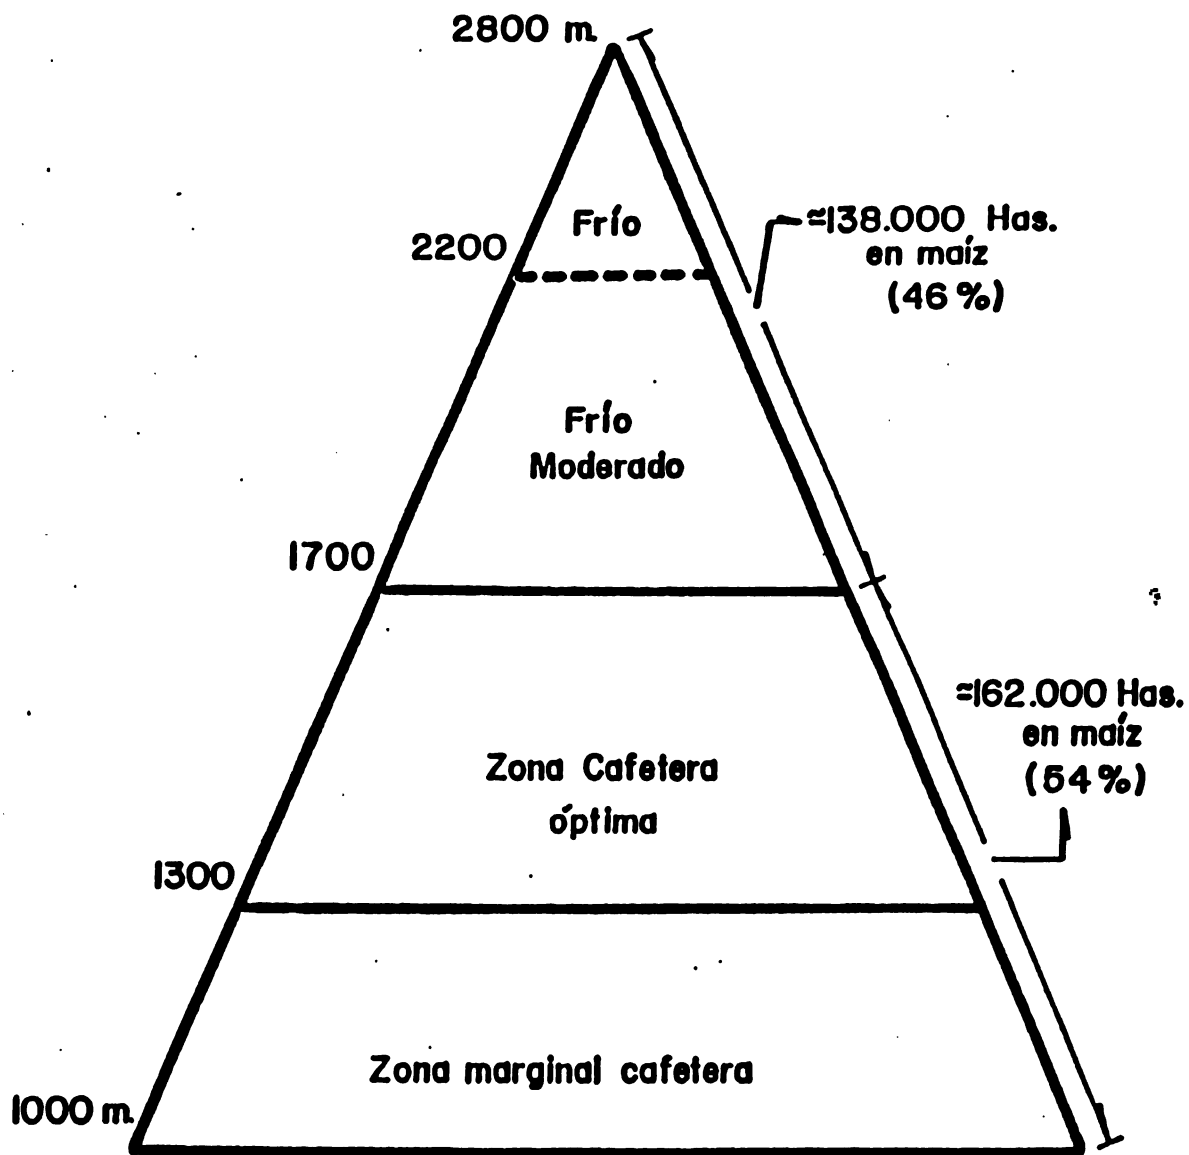 2800 m.
Frío
2200
≈138.000 Has.
en maíz
(46%)
Frío
Moderado
1700
≈162.000 Has.
en maíz
(54%)
Zona Cafetera
óptima
1300
Zona marginal cafetera
1000 m.